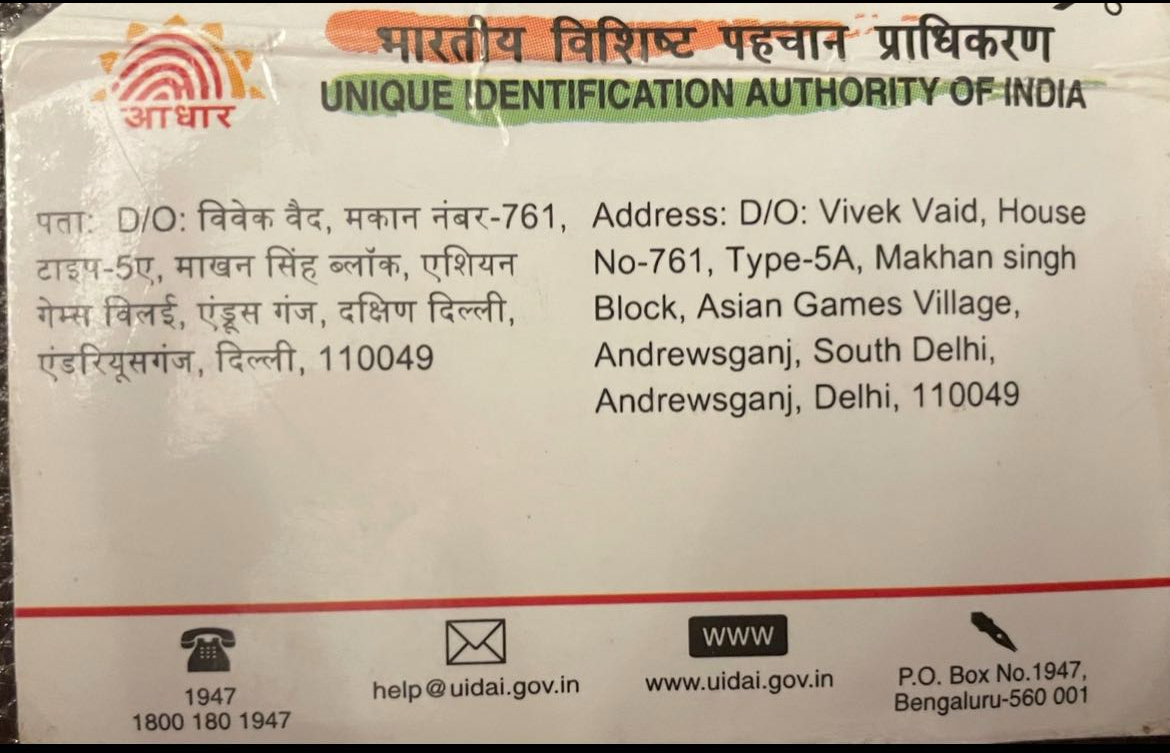 भारतीय विशिष्ट पहचान प्राधिकरण
UNIQUE IDENTIFICATION AUTHORITY OF INDIA
आधार
पता: D/O: विवेक वैद, मकान नंबर-761,
टाइप-5ए, माखन सिंह ब्लॉक, एशियन
गेम्स विलई, एंड्रूस गंज, दक्षिण दिल्ली,
एंडरियूसगंज, दिल्ली, 110049
Address: D/O: Vivek Vaid, House
No-761, Type-5A, Makhan singh
Block, Asian Games Village,
Andrewsganj, South Delhi,
Andrewsganj, Delhi, 110049
1947
1800 180 1947
help@uidai.gov.in
www
www.uidai.gov.in
P.O. Box No.1947,
Bengaluru-560 001